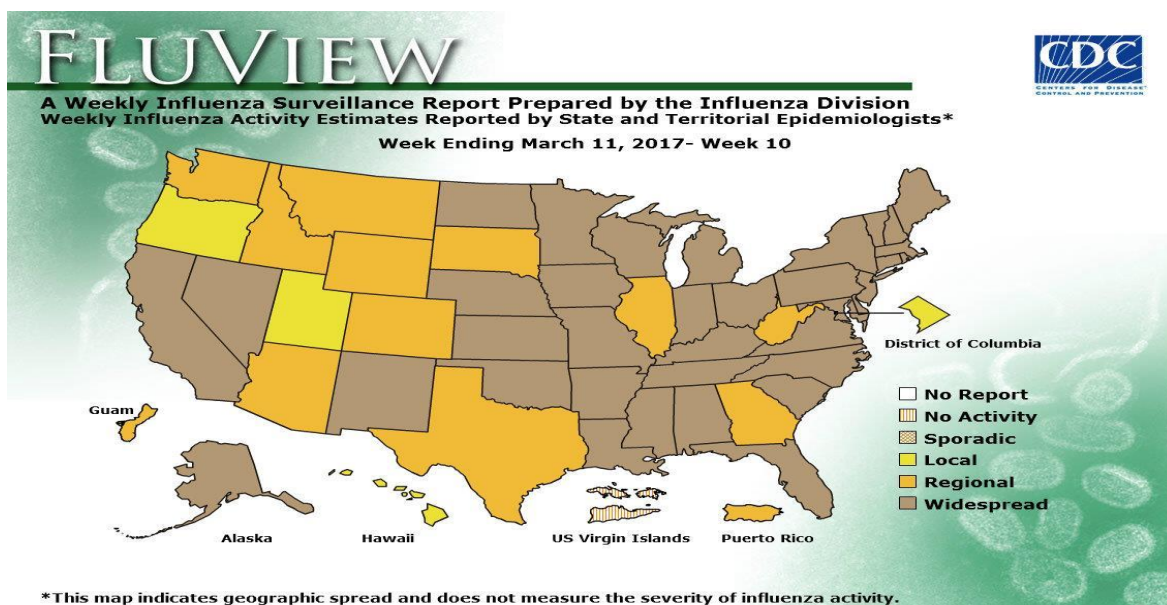 FLUVIEW
CDC
CENTERS FOR DISEASE
CONTROL AND PREVENTION
A Weekly Influenza Surveillance Report Prepared by the Influenza Division
Weekly Influenza Activity Estimates Reported by State and Territorial Epidemiologists*
Week Ending March 11, 2017- Week 10
District of Columbia
Guam
No Report
No Activity
Sporadic
Local
Regional
Widespread
Alaska
Hawaii
US Virgin Islands
Puerto Rico
*This map indicates geographic spread and does not measure the severity of influenza activity.